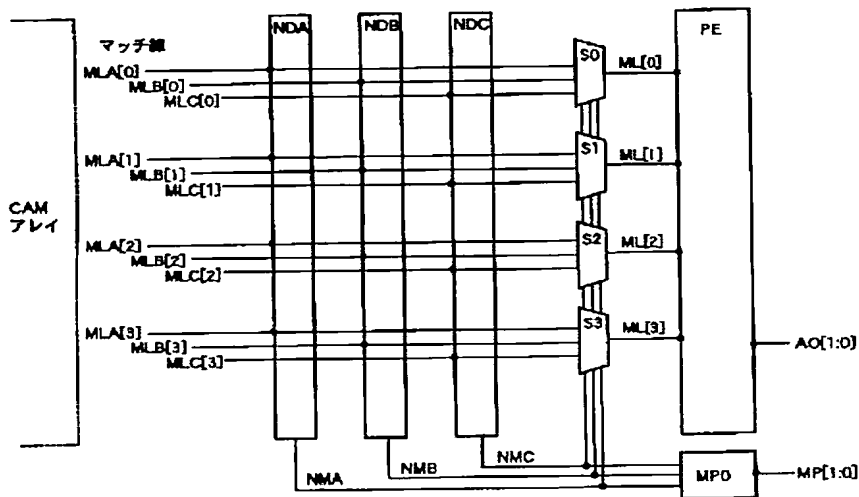 NDA NDB NDC PE
マッチ線
MLA[0] S0 ML[0]
MLB[0]
MLC[0]
MLA[1] S1 ML[1]
MLB[1]
MLC[1]
CAM
アレイ
MLA[2] S2 ML[2]
MLB[2]
MLC[2]
MLA[3] S3 ML[3]
MLB[3]
MLC[3]
AO[1:0]
NMC
NMB
NMA
MP0 MP[1:0]